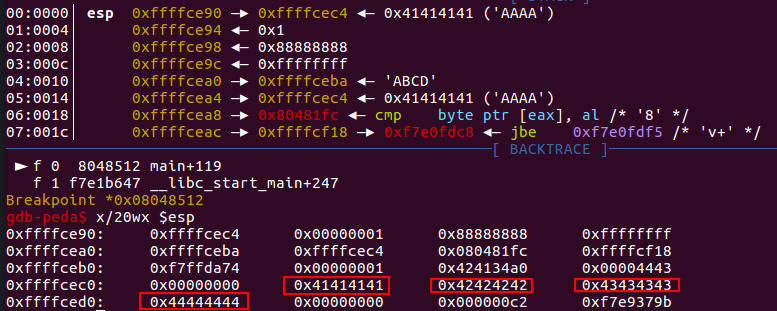 00:0000│ esp  0xffffce90 —▸ 0xffffcec4 ◂— 0x41414141 ('AAAA')
01:0004│      0xffffce94 ◂— 0x1
02:0008│      0xffffce98 ◂— 0x88888888
03:000c│      0xffffce9c ◂— 0xffffffff
04:0010│      0xffffcea0 —▸ 0xffffceba ◂— 'ABCD'
05:0014│      0xffffcea4 —▸ 0xffffcec4 ◂— 0x41414141 ('AAAA')
06:0018│      0xffffcea8 —▸ 0x80481fc ◂— cmp    byte ptr [eax], al /* '8' */
07:001c│      0xffffceac —▸ 0xffffcf18 —▸ 0xf7e0fdc8 ◂— jbe    0xf7e0fdf5 /* 'v+' */
[ BACKTRACE ]
► f 0  8048512 main+119
f 1 f7e1b647 __libc_start_main+247
Breakpoint *0x08048512
gdb-peda$ x/20wx $esp
0xffffce90:     0xffffcec4      0x00000001      0x88888888      0xffffffff
0xffffcea0:     0xffffceba      0xffffcec4      0x080481fc      0xffffcf18
0xffffceb0:     0xf7ffda74      0x00000001      0x424134a0      0x00004443
0xffffcec0:     0x00000000      0x41414141      0x42424242      0x43434343
0xffffced0:     0x44444444      0x00000000      0x000000c2      0xf7e9379b